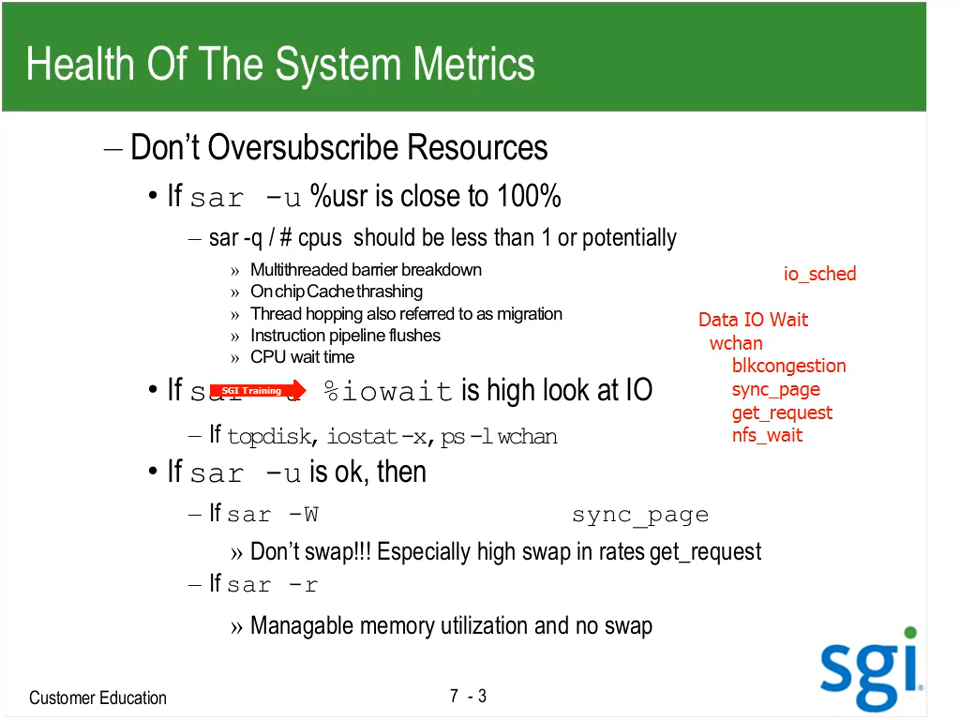 Health Of The System Metrics
– Don't Oversubscribe Resources
• If sar -u %usr is close to 100%
– sar -q / # cpus should be less than 1 or potentially
» Multithreaded barrier breakdown
» On chip Cache thrashing
» Thread hopping also referred to as migration
» Instruction pipeline flushes
» CPU wait time
io_sched
Data IO Wait
wchan
blkcongestion
sync_page
get_request
nfs_wait
• If %iowait is high look at IO
SGI Training
– If topdisk, iostat -x, ps -l wchan
• If sar -u is ok, then
– If sar -W sync_page
» Don't swap!!! Especially high swap in rates get_request
– If sar -r
» Managable memory utilization and no swap
Customer Education
7 - 3
sgi